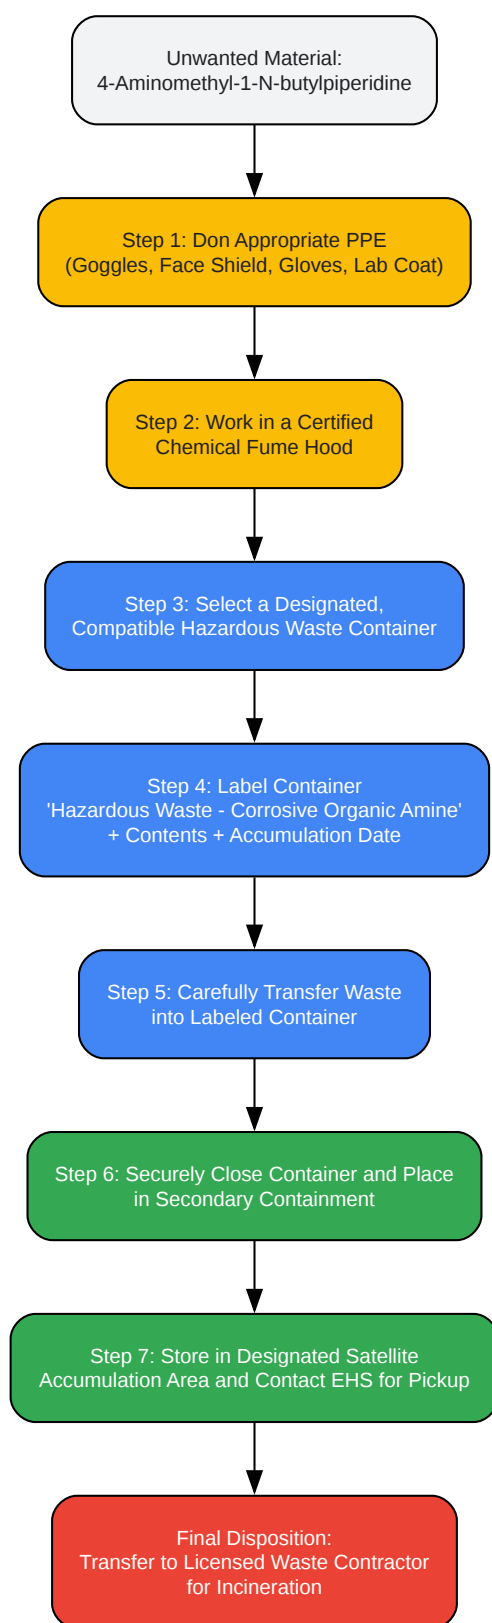 Unwanted Material:
4-Aminomethyl-1-N-butylpiperidine
Step 1: Don Appropriate PPE
(Goggles, Face Shield, Gloves, Lab Coat)
Step 2: Work in a Certified
Chemical Fume Hood
Step 3: Select a Designated,
Compatible Hazardous Waste Container
Step 4: Label Container
'Hazardous Waste - Corrosive Organic Amine'
+ Contents + Accumulation Date
Step 5: Carefully Transfer Waste
into Labeled Container
Step 6: Securely Close Container and Place
in Secondary Containment
Step 7: Store in Designated Satellite
Accumulation Area and Contact EHS for Pickup
Final Disposition:
Transfer to Licensed Waste Contractor
for Incineration